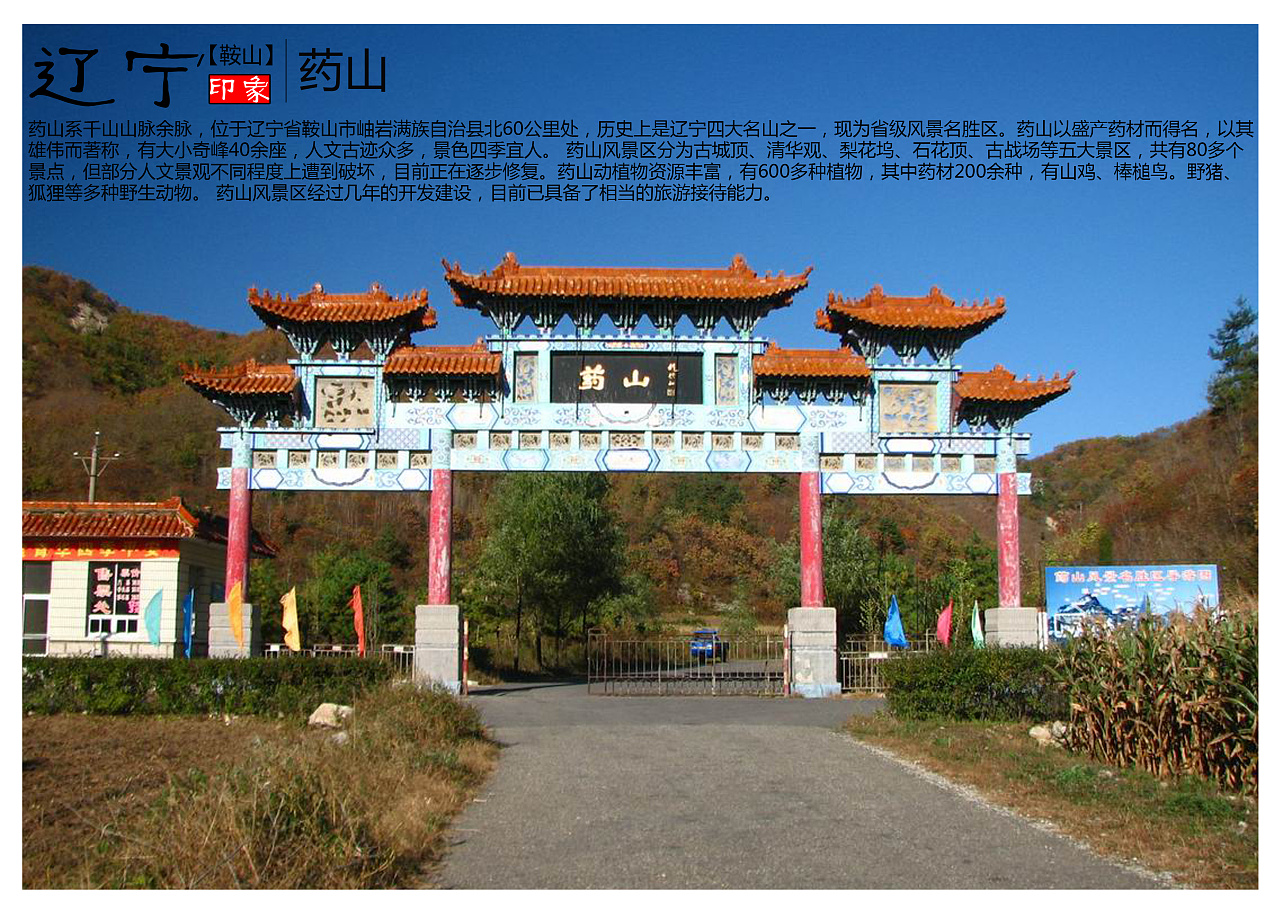 辽宁【鞍山】印象 药山
药山系千山山脉余脉，位于辽宁省鞍山市岫岩满族自治县北60公里处，历史上是辽宁四大名山之一，现为省级风景名胜区。药山以盛产药材而得名，以其
雄伟而著称，有大小奇峰40余座，人文古迹众多，景色四季宜人。 药山风景区分为古城顶、清华观、梨花坞、石花顶、古战场等五大景区，共有80多个
景点，但部分人文景观不同程度上遭到破坏，目前正在逐步修复。药山动植物资源丰富，有600多种植物，其中药材200余种，有山鸡、棒槌鸟。野猪、
狐狸等多种野生动物。 药山风景区经过几年的开发建设，目前已具备了相当的旅游接待能力。
药山
售票处
药山风景名胜区导游图